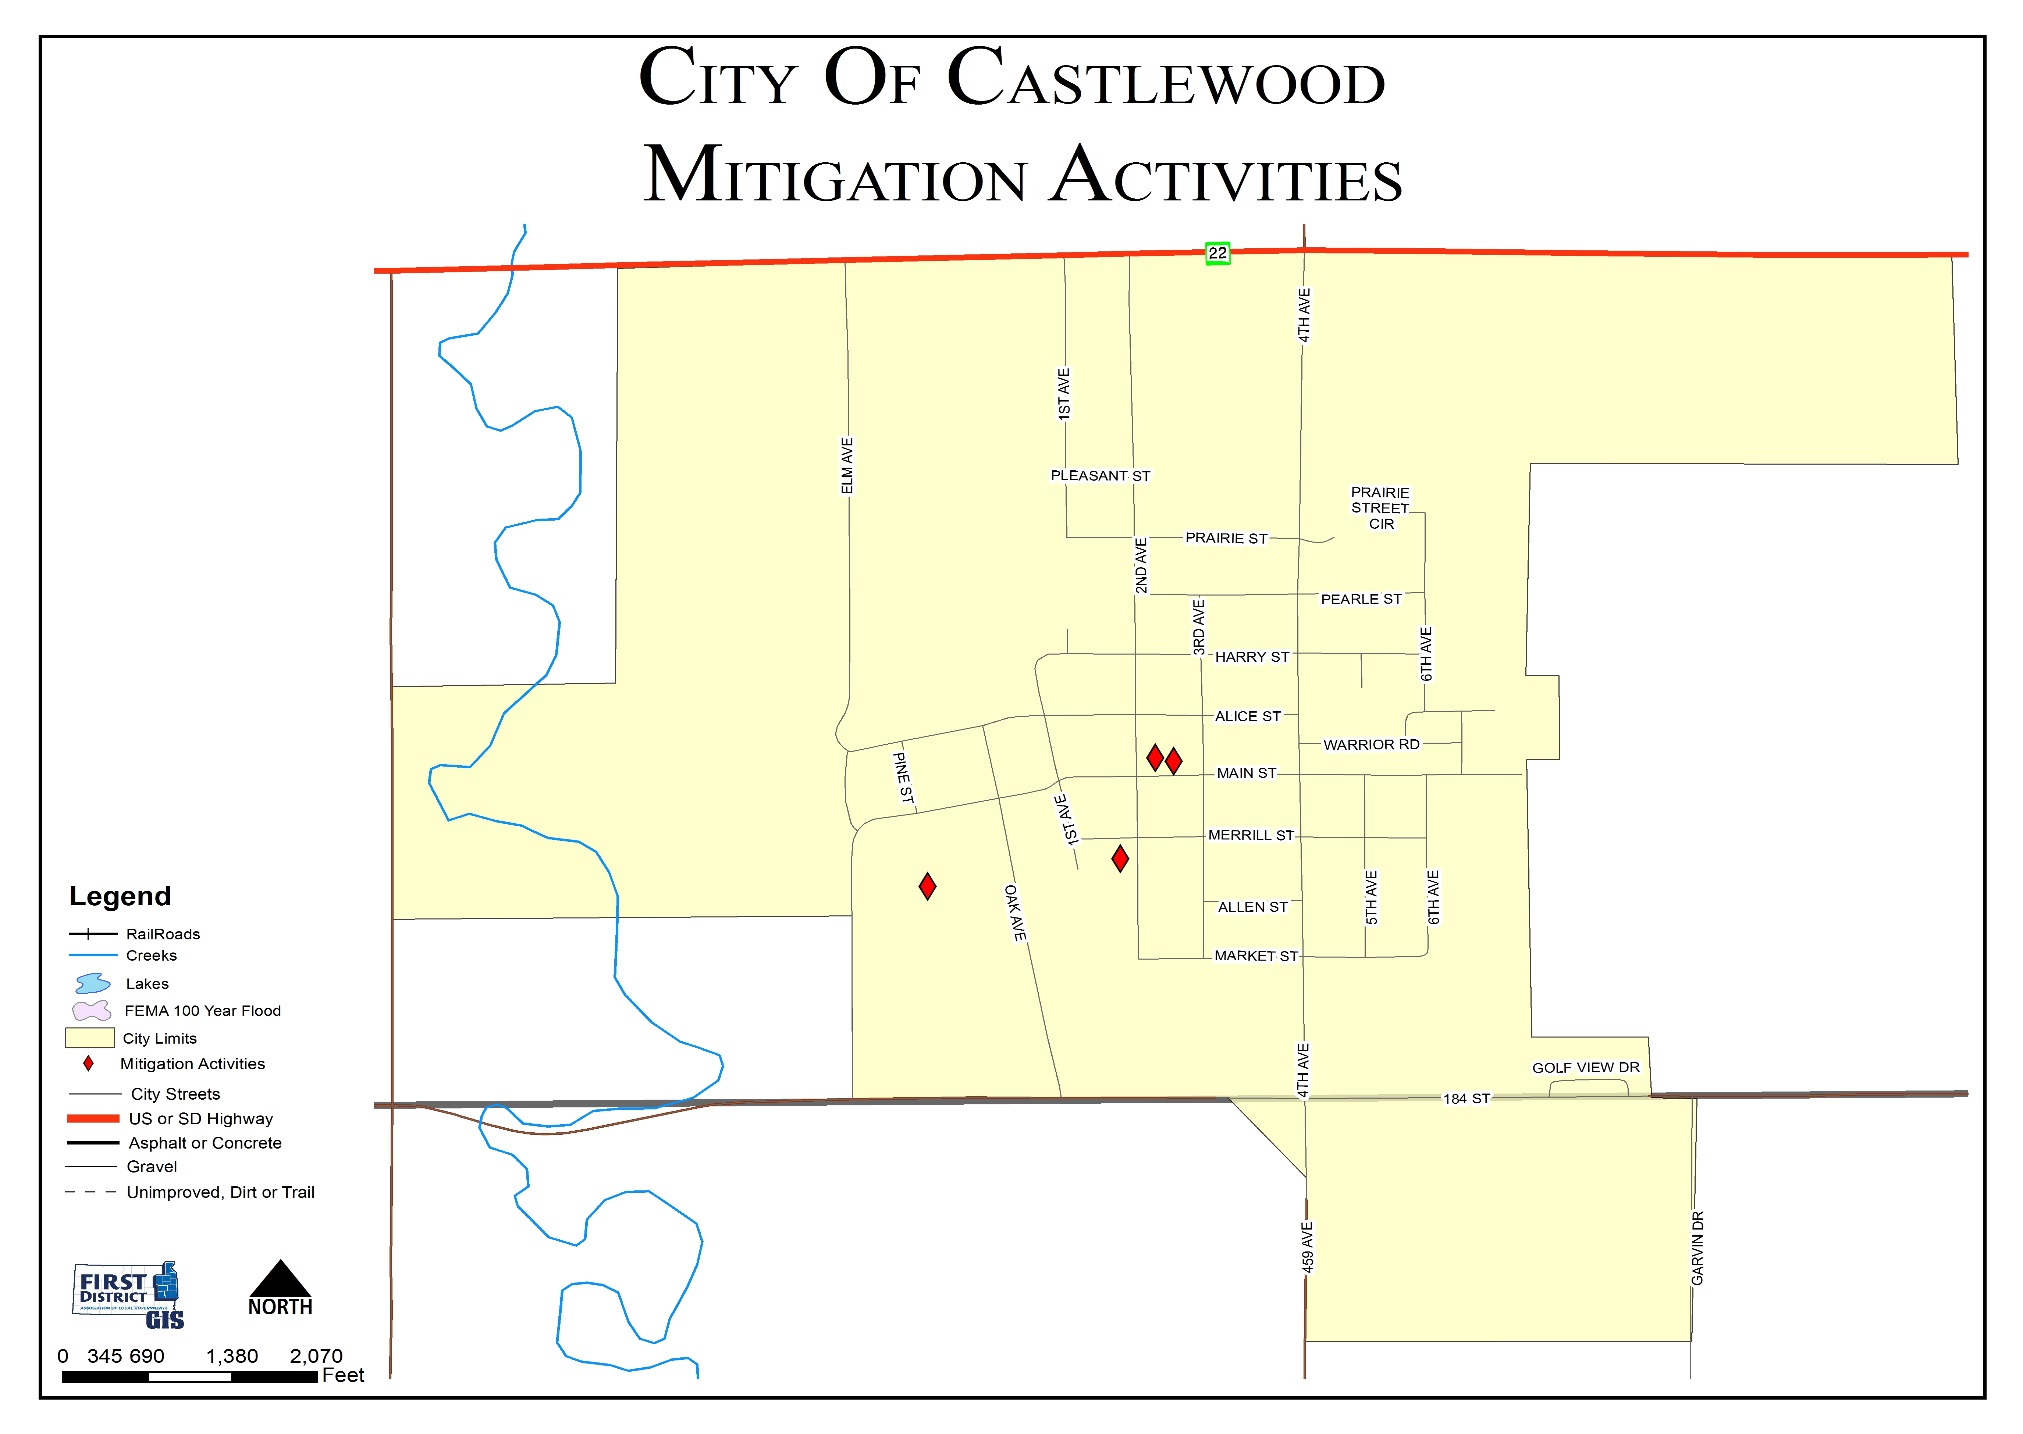 CITY OF CASTLEWOOD
MITIGATION ACTIVITIES
22
4TH AVE
1ST AVE
ELM AVE
PLEASANT ST
PRAIRIE
STREET
CIR
PRAIRIE ST
2ND AVE
PEARLE ST
3RD AVE
HARRY ST
6TH AVE
ALICE ST
WARRIOR RD
PINE ST
MAIN ST
1ST AVE
MERRILL ST
OAK AVE
ALLEN ST
5TH AVE
6TH AVE
MARKET ST
4TH AVE
GOLF VIEW DR
184 ST
459 AVE
GARVIN DR
Legend
RailRoads
Creeks
Lakes
FEMA 100 Year Flood
City Limits
Mitigation Activities
City Streets
US or SD Highway
Asphalt or Concrete
Gravel
Unimproved, Dirt or Trail
FIRST
DISTRICT
GIS
NORTH
0 345 690 1,380 2,070
Feet